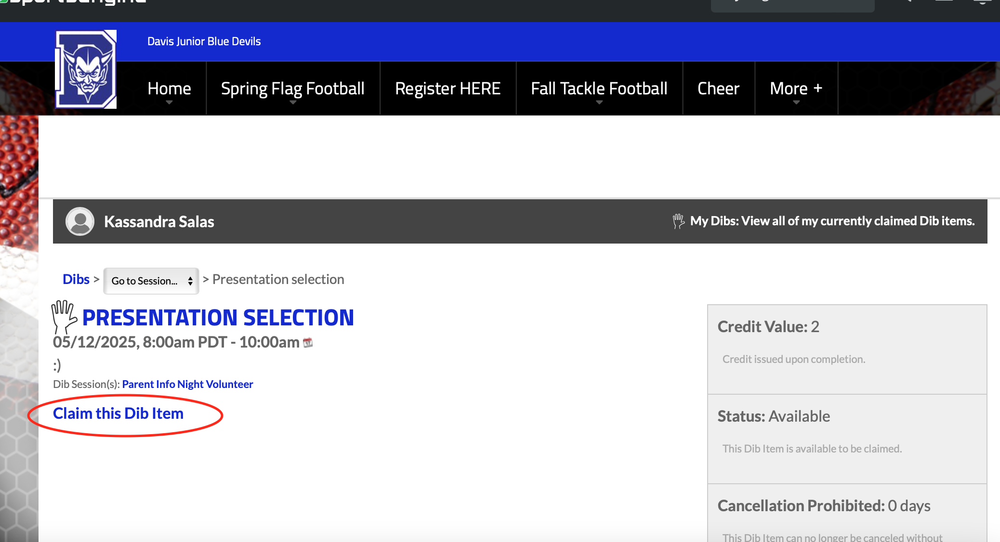 Davis Junior Blue Devils
Home
Spring Flag Football
Register HERE
Fall Tackle Football
Cheer
More +
Kassandra Salas
My Dibs: View all of my currently claimed Dib items.
Dibs > Go to Session... > Presentation selection
PRESENTATION SELECTION
05/12/2025, 8:00am PDT - 10:00am
:)
Dib Session(s): Parent Info Night Volunteer
Claim this Dib Item
Credit Value: 2
Credit issued upon completion.
Status: Available
This Dib Item is available to be claimed.
Cancellation Prohibited: 0 days
This Dib Item can no longer be canceled without